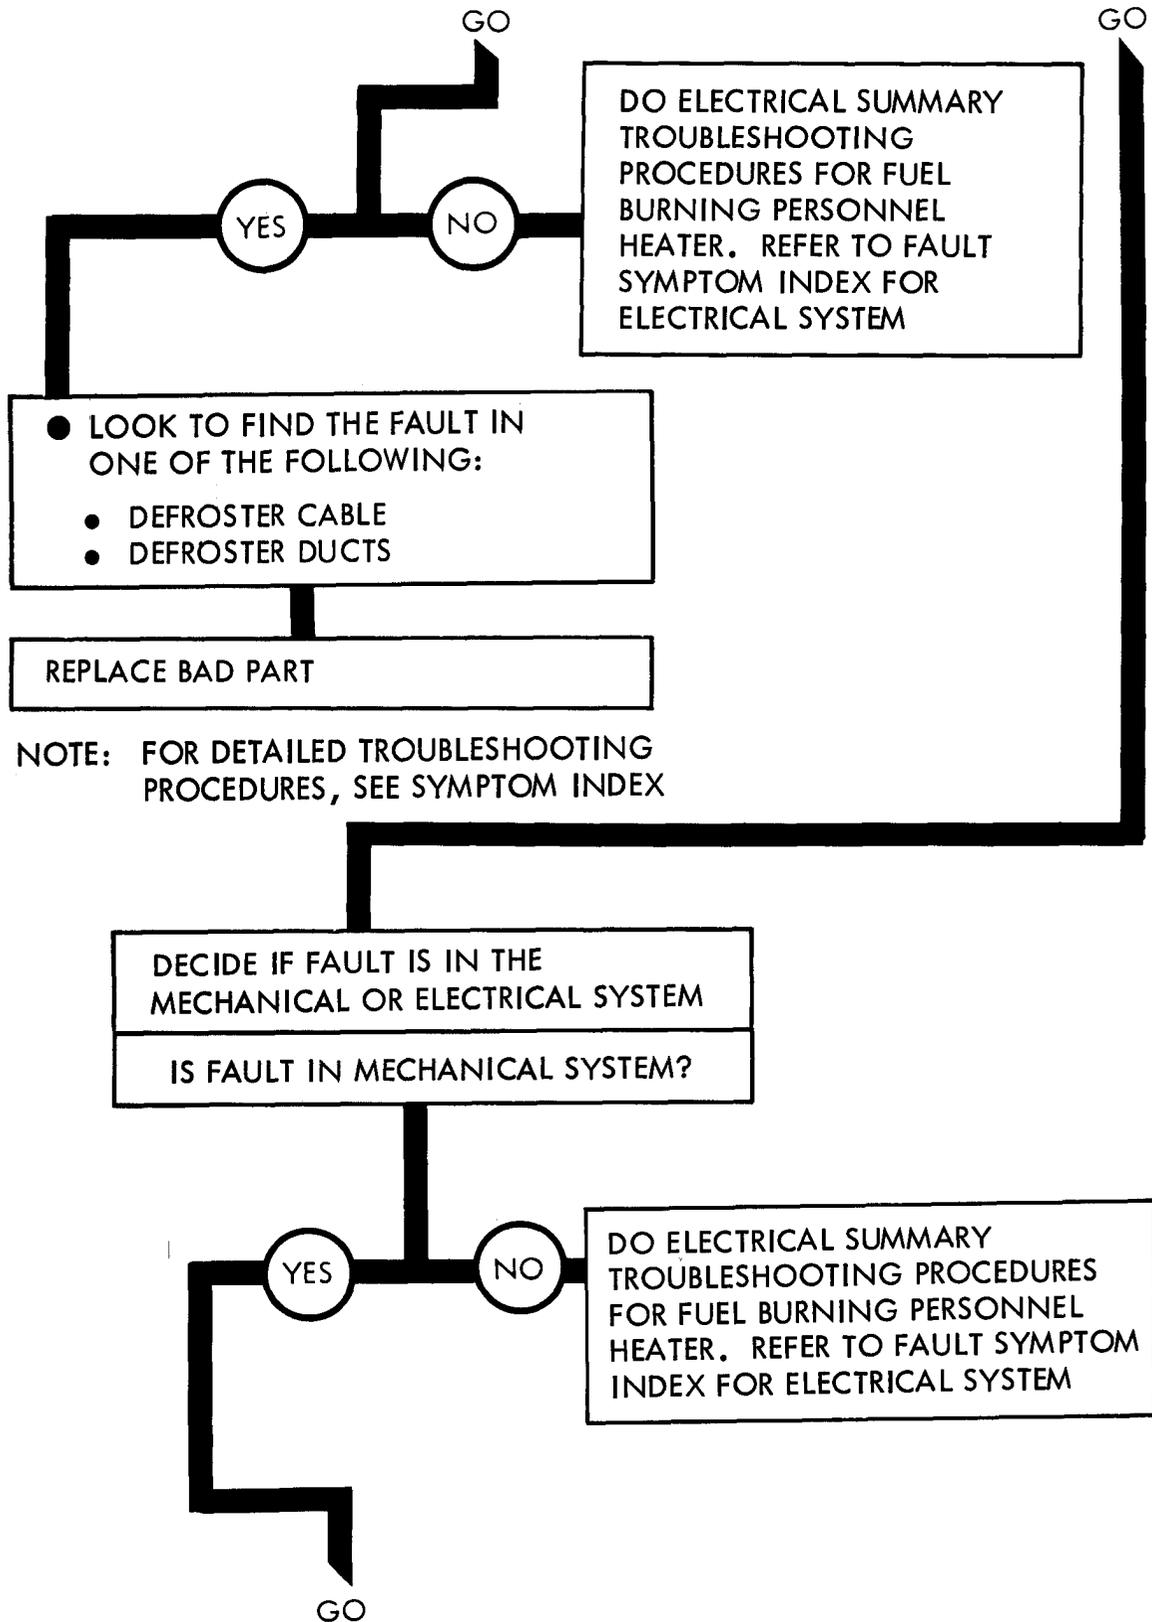 GO
GO
DO ELECTRICAL SUMMARY
TROUBLESHOOTING
PROCEDURES FOR FUEL
BURNING PERSONNEL
HEATER. REFER TO FAULT
SYMPTOM INDEX FOR
ELECTRICAL SYSTEM
YES
NO
● LOOK TO FIND THE FAULT IN
ONE OF THE FOLLOWING:
● DEFROSTER CABLE
● DEFROSTER DUCTS
REPLACE BAD PART
NOTE: FOR DETAILED TROUBLESHOOTING
PROCEDURES, SEE SYMPTOM INDEX
DECIDE IF FAULT IS IN THE
MECHANICAL OR ELECTRICAL SYSTEM
IS FAULT IN MECHANICAL SYSTEM?
YES
NO
DO ELECTRICAL SUMMARY
TROUBLESHOOTING PROCEDURES
FOR FUEL BURNING PERSONNEL
HEATER. REFER TO FAULT SYMPTOM
INDEX FOR ELECTRICAL SYSTEM
GO